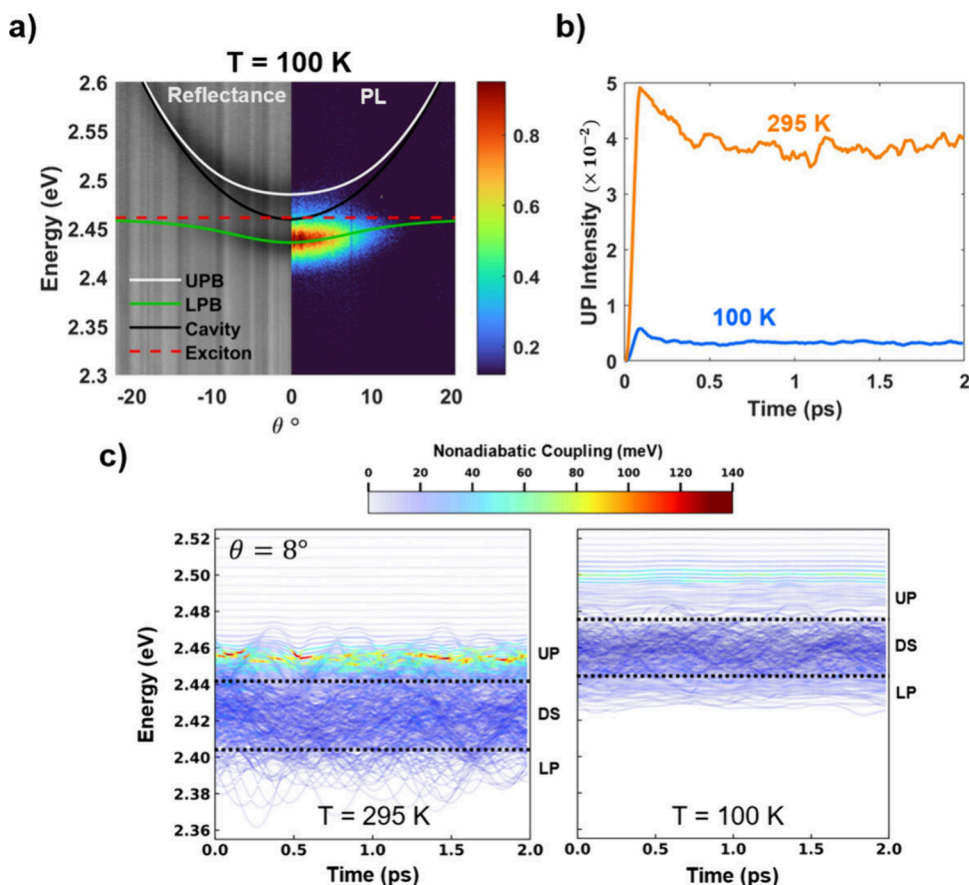 a)
T = 100 K
Reflectance PL
2.6
2.55
2.5
2.45
2.4
2.35
2.3
Energy (eV)
UPB
LPB
Cavity
Exciton
-20 -10 0 10 20
θ °
0.8
0.6
0.4
0.2
b)
5
4
3
2
1
0
UP Intensity (×10⁻²)
295 K
100 K
0 0.5 1 1.5 2
Time (ps)
c)
Nonadiabatic Coupling (meV)
0 20 40 60 80 100 120 140
θ = 8°
2.52
2.50
2.48
2.46
2.44
2.42
2.40
2.38
2.36
Energy (eV)
UP
DS
LP
T = 295 K
0.0 0.5 1.0 1.5 2.0
Time (ps)
UP
DS
LP
T = 100 K
0.0 0.5 1.0 1.5 2.0
Time (ps)